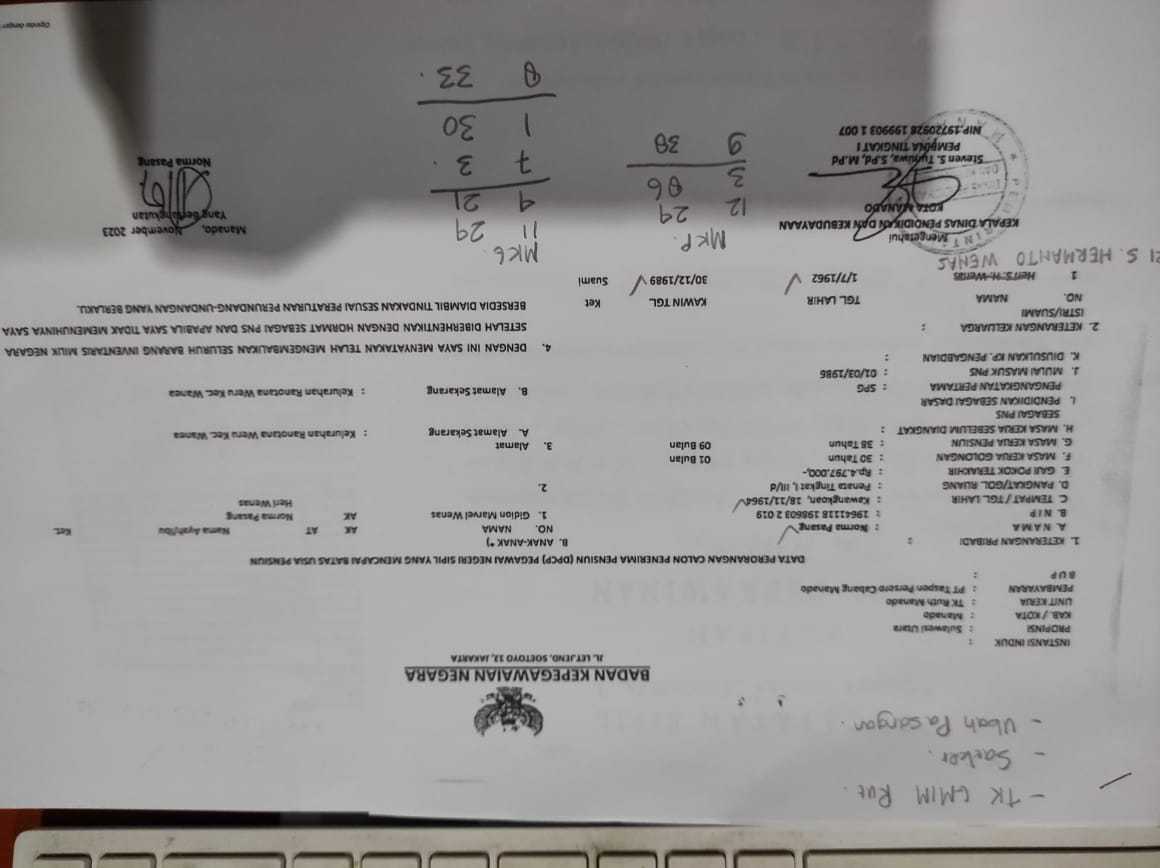 - TK GMIM Rut.
- Satker.
- Ubah Pasangan.
BADAN KEPEGAWAIAN NEGARA
JL. LETJEND. SOETOYO 12, JAKARTA
INSTANSI INDUK :
PROPINSI : Sulawesi Utara
KAB. / KOTA : Manado
UNIT KERJA : TK Ruth Manado
PEMBAYARAN : PT Taspen Persero Cabang Manado
B U P :
DATA PERORANGAN CALON PENERIMA PENSIUN (DPCP) PEGAWAI NEGERI SIPIL YANG MENCAPAI BATAS USIA PENSIUN
1. KETERANGAN PRIBADI :
A. N A M A : Norma Pasang
B. N I P : 19641118 198603 2 019
C. TEMPAT / TGL LAHIR : Kawangkoan, 18/11/1964
D. PANGKAT/GOL. RUANG : Penata Tingkat I, III/d
E. GAJI POKOK TERAKHIR : Rp.4.797.000,-
F. MASA KERJA GOLONGAN : 30 Tahun 01 Bulan
G. MASA KERJA PENSIUN : 38 Tahun 09 Bulan
H. MASA KERJA SEBELUM DIANGKAT :
SEBAGAI PNS
I. PENDIDIKAN SEBAGAI DASAR
PENGANGKATAN PERTAMA : SPG
J. MULAI MASUK PNS : 01/03/1986
K. DIUSULKAN KP. PENGABDIAN :
2. KETERANGAN KELUARGA :
ISTRI/SUAMI
NO. NAMA TGL LAHIR KAWIN TGL Ket
1 Heri S. H. Wenas 1/7/1962 30/12/1989 Suami
S. HERMANTO WENAS
B. ANAK-ANAK *)
NO. NAMA AK AT Nama Ayah/Ibu Ket.
1. Gidion Marvel Wenas AK Norma Pasang
Heri Wenas
2.
3. Alamat
A. Alamat Sekarang : Kelurahan Ranotana Weru Kec. Wanea
B. Alamat Sekarang : Kelurahan Ranotana Weru Kec. Wanea
4. DENGAN INI SAYA MENYATAKAN TELAH MENGEMBALIKAN SELURUH BARANG INVENTARIS MILIK NEGARA
SETELAH DIBERHENTIKAN DENGAN HORMAT SEBAGAI PNS DAN APABILA SAYA TIDAK MEMENUHINYA SAYA
BERSEDIA DIAMBIL TINDAKAN SESUAI PERATURAN PERUNDANG-UNDANGAN YANG BERLAKU.
Mengetahui
KEPALA DINAS PENDIDIKAN DAN KEBUDAYAAN
KOTA MANADO
Steven S. Tumiwa, S.Pd, M.Pd
PEMBINA TINGKAT I
NIP.19720928 199903 1 007
MKP.
12 29
3 06
9 38
MKG
11 29
9 21
7 3
1 30
0 33
Manado, November 2023
Yang Bersangkutan
Norma Pasang